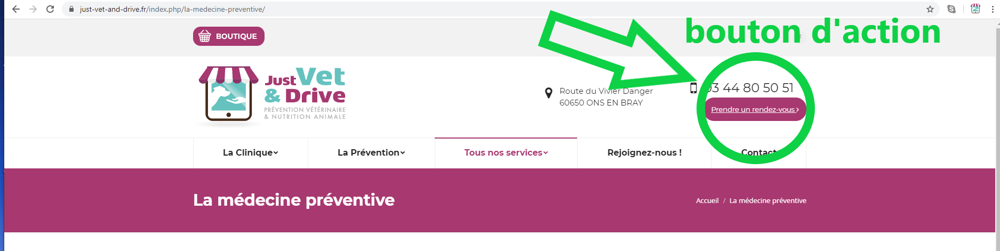 just-vet-and-drive.fr/index.php/la-medecine-preventive/
bouton d'action
BOUTIQUE
Just Vet
& Drive
PRÉVENTION VÉTÉRINAIRE
& NUTRITION ANIMALE
Route du Vivier Danger
60650 ONS EN BRAY
03 44 80 50 51
Prendre un rendez-vous
La Clinique La Prévention Tous nos services Rejoignez-nous ! Contact
La médecine préventive
Accueil / La médecine préventive